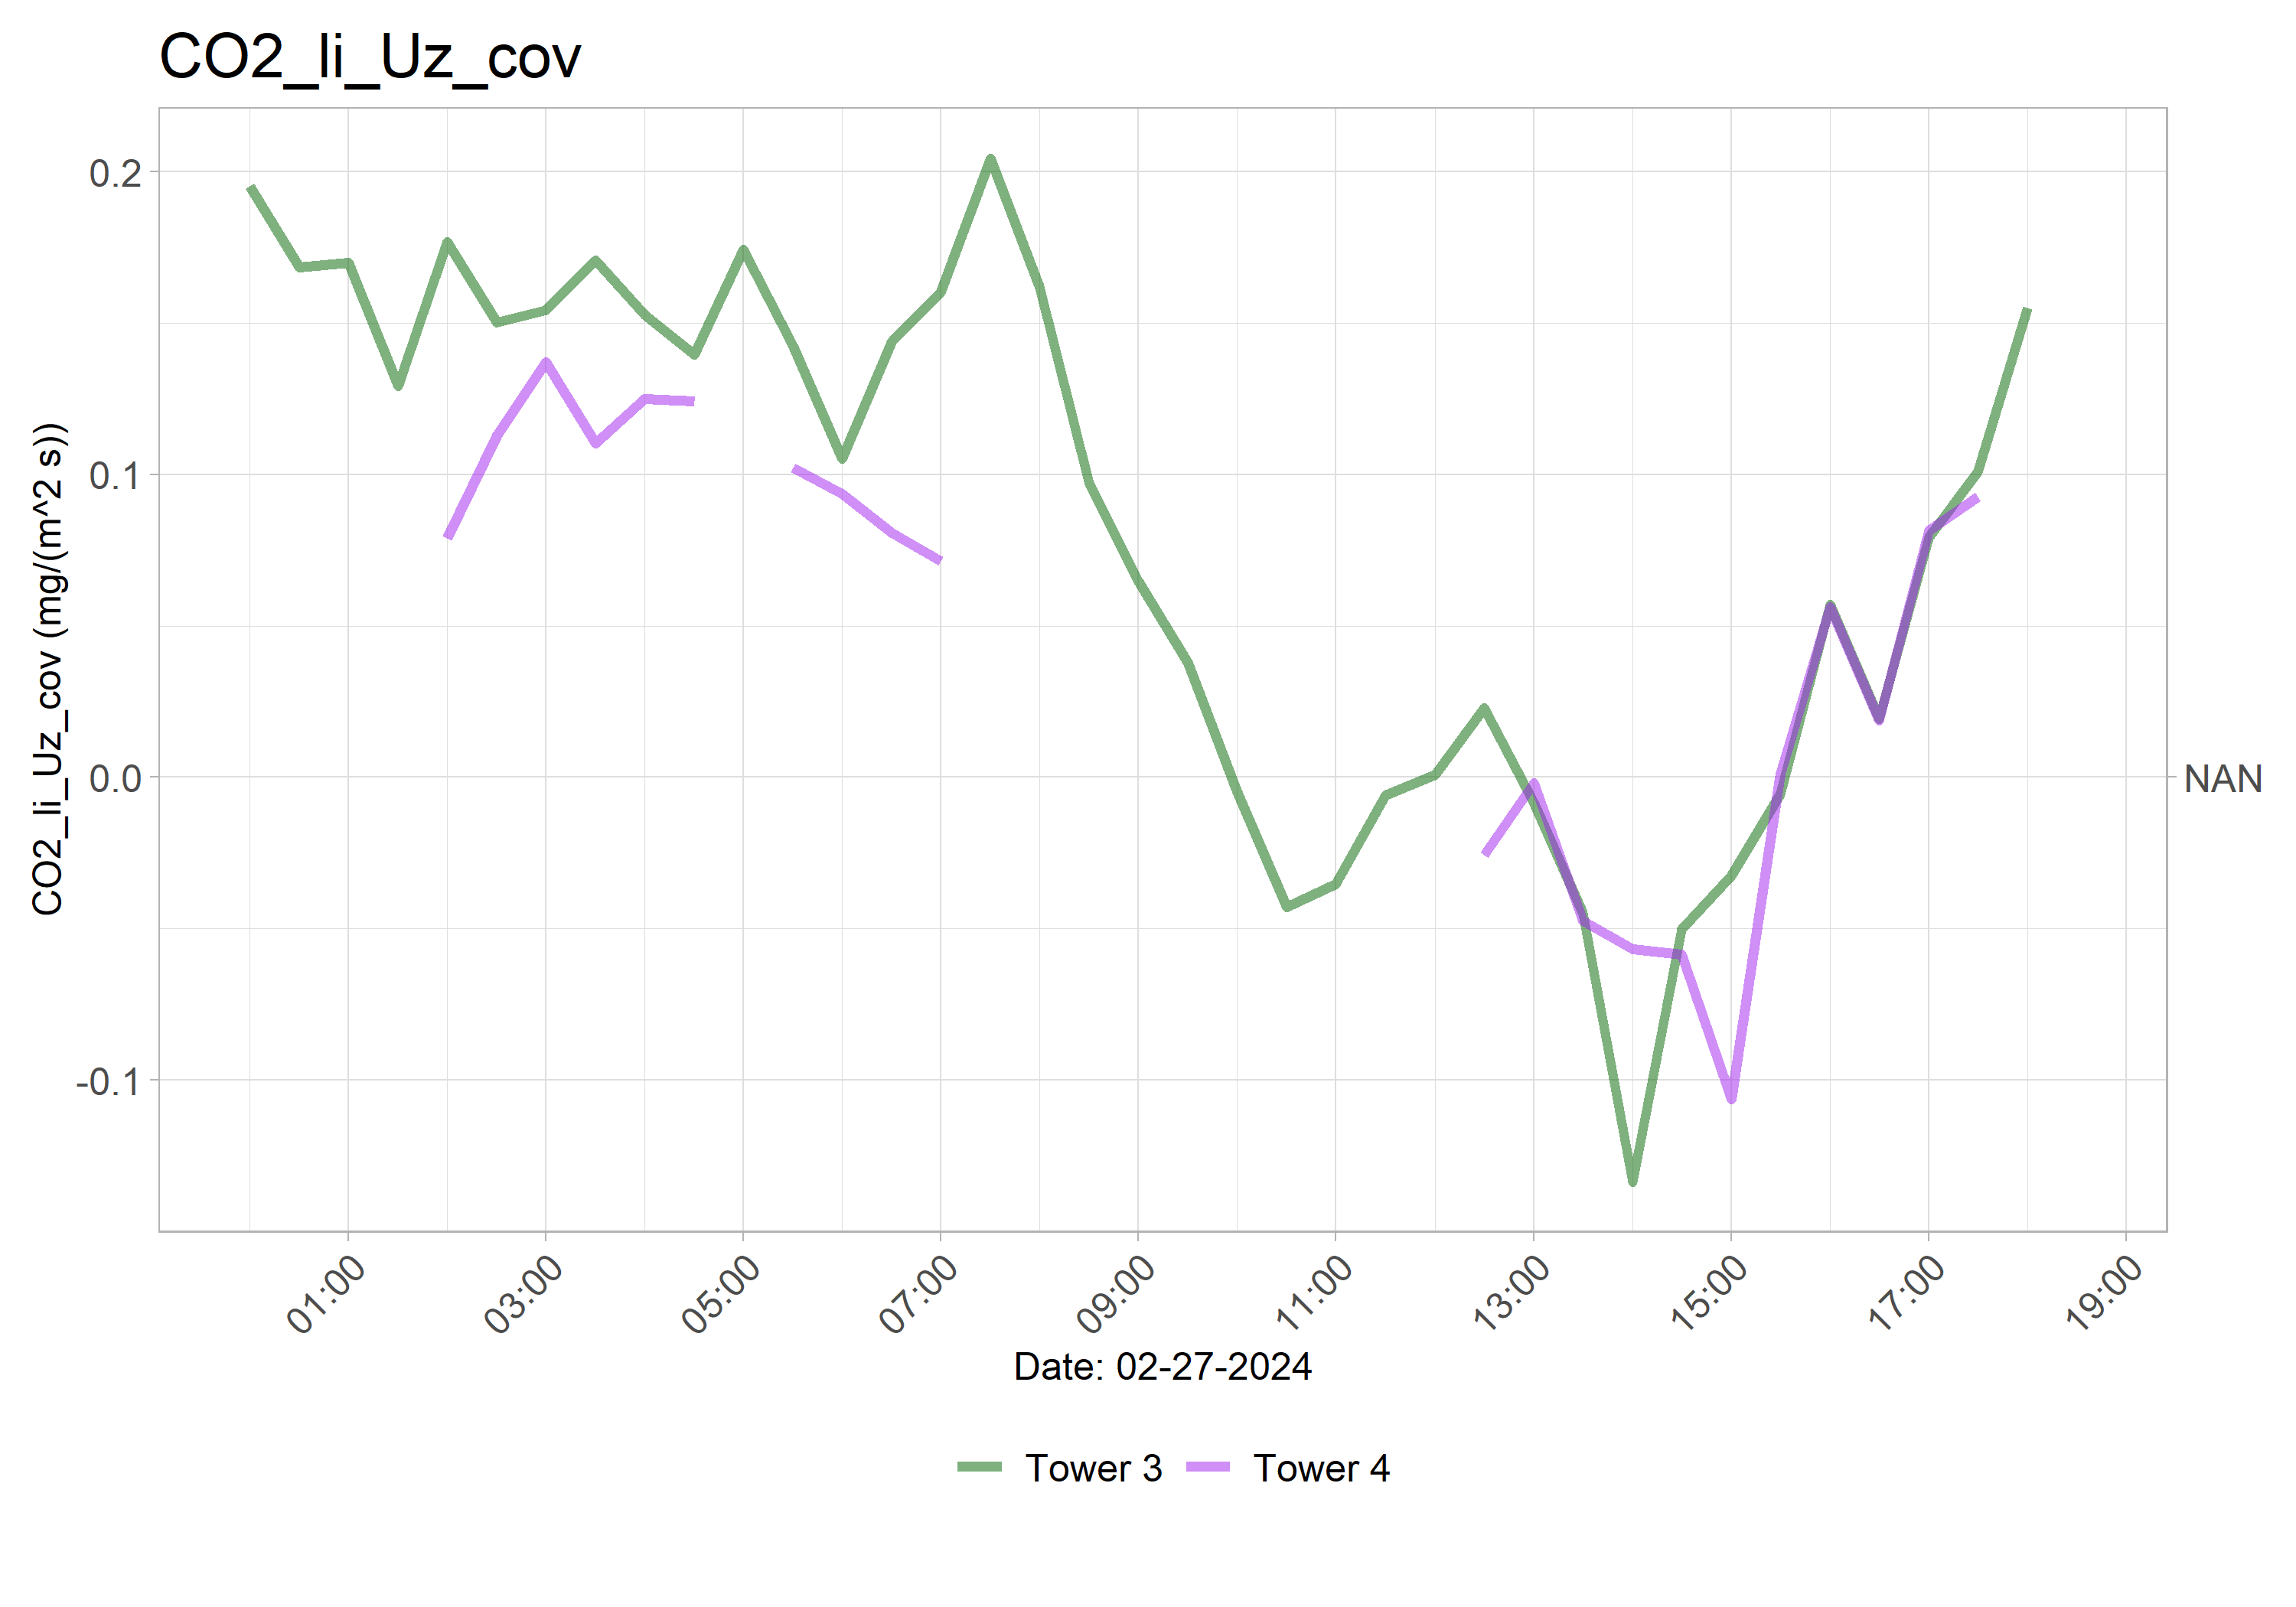 CO2_li_Uz_cov
CO2_li_Uz_cov (mg/(m^2 s))
0.2
0.1
0.0
-0.1
NAN
01:00
03:00
05:00
07:00
09:00
11:00
13:00
15:00
17:00
19:00
Date: 02-27-2024
Tower 3
Tower 4